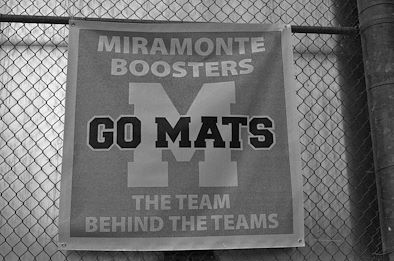 MIRAMONTE
BOOSTERS
M
GO MATS
THE TEAM
BEHIND THE TEAMS